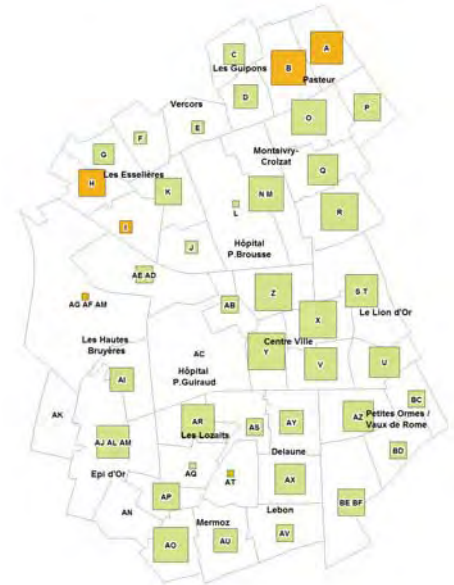 A
C
Les Guipons
B
Pasteur
D
Vercors
P
O
E
F
Montsivry-
Croizat
G
Q
Les Esselières
H
K
N M
L
R
I
Hôpital
P.Brousse
J
AE AD
Z
S T
AG AF AM
AB
Le Lion d'Or
X
Les Hautes
Bruyères
Centre Ville
AC
Y
V
U
Hôpital
P.Guiraud
AI
AK
BC
AR
AZ
Petites Ormes /
Vaux de Rome
AS
AY
AJ AL AM
Les Lozaits
BD
Delaune
AQ
Epi d'Or
AT
AX
AP
BE BF
AN
Lebon
Mermoz
AV
AO
AU